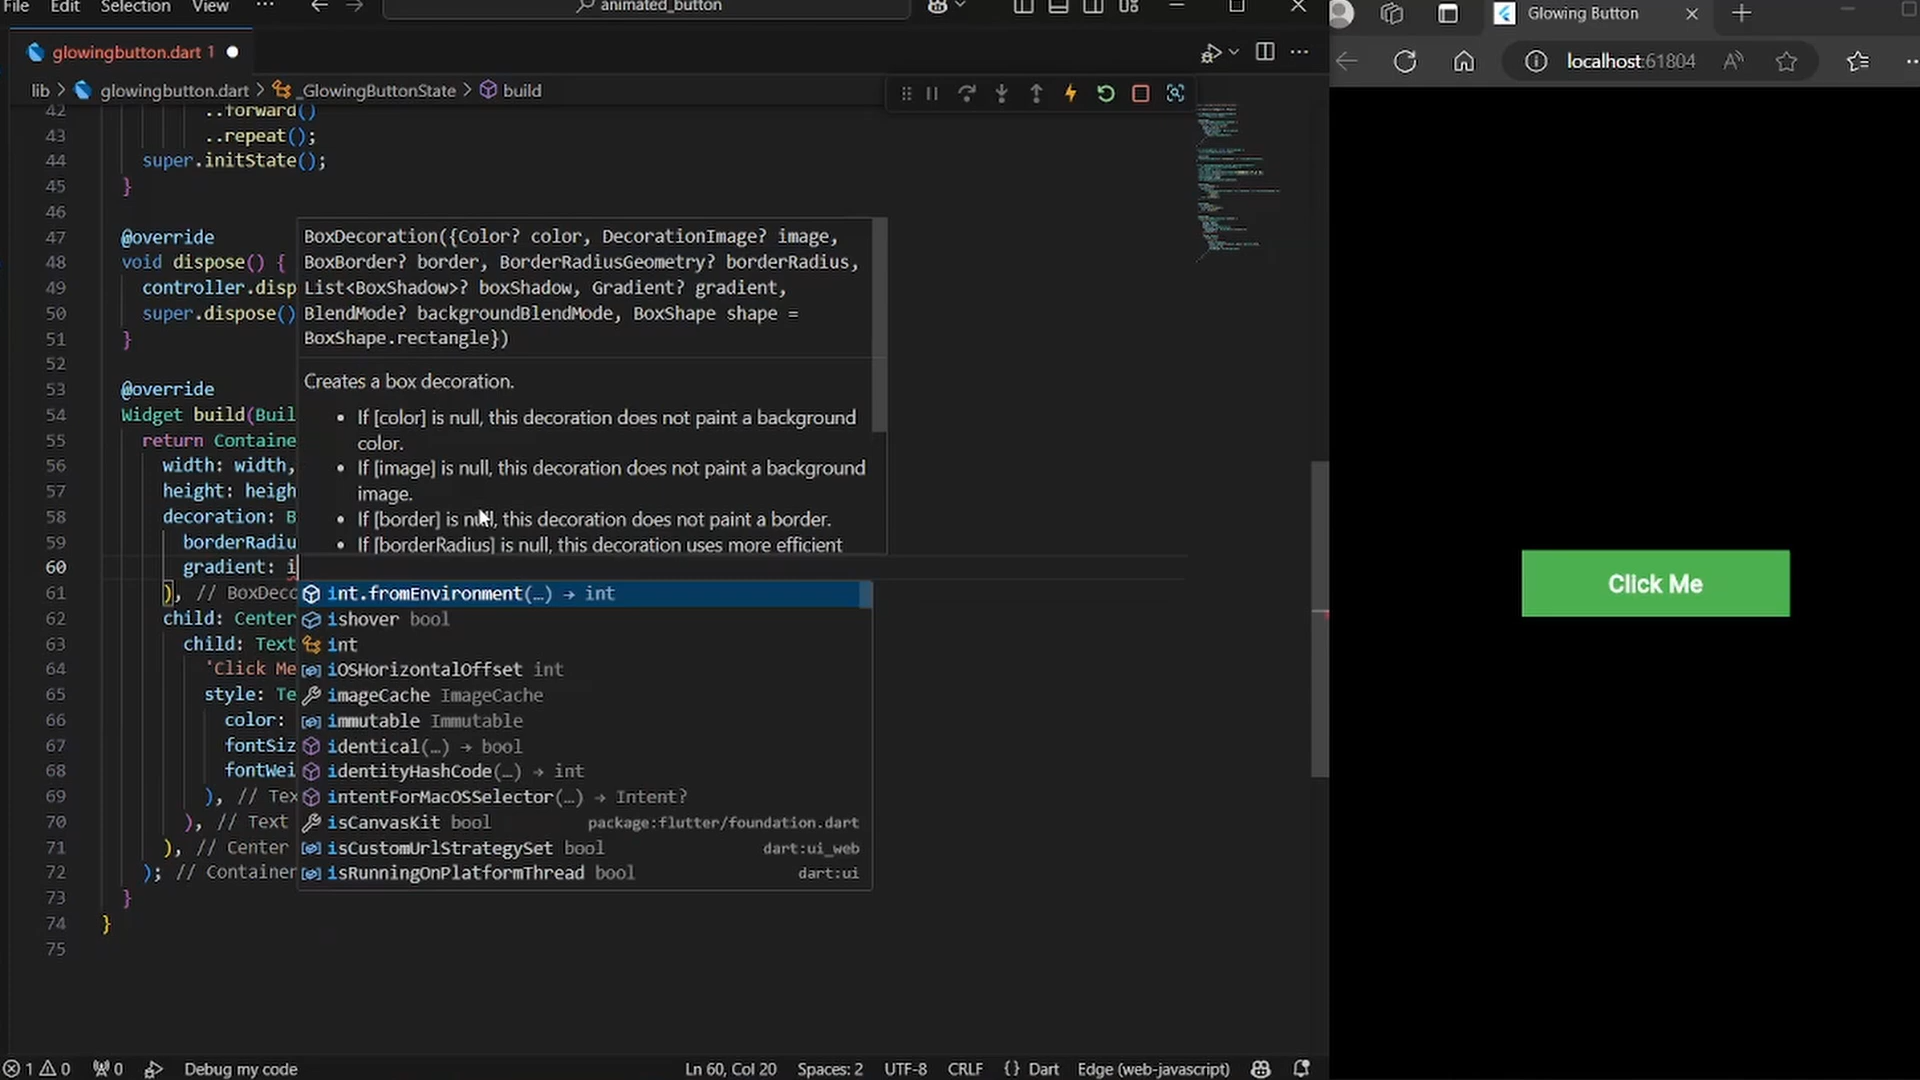 File Edit Selection View ··· animated_button
glowingbutton.dart 1
lib > glowingbutton.dart > _GlowingButtonState > build
42 ..forward()
43 ..repeat();
44 super.initState();
45 }
46
47 @override
48 void dispose() {
49 controller.disp
50 super.dispose()
51 }
52
53 @override
54 Widget build(Buil
55 return Containe
56 width: width,
57 height: heigh
58 decoration: B
59 borderRadiu
60 gradient: i
61 ), // BoxDeco
62 child: Center
63 child: Text
64 'Click Me
65 style: Te
66 color:
67 fontSiz
68 fontWei
69 ), // Tex
70 ), // Text
71 ), // Center
72 ); // Container
73 }
74 }
75
BoxDecoration({Color? color, DecorationImage? image,
BoxBorder? border, BorderRadiusGeometry? borderRadius,
List<BoxShadow>? boxShadow, Gradient? gradient,
BlendMode? backgroundBlendMode, BoxShape shape =
BoxShape.rectangle})
Creates a box decoration.
• If [color] is null, this decoration does not paint a background
color.
• If [image] is null, this decoration does not paint a background
image.
• If [border] is null, this decoration does not paint a border.
• If [borderRadius] is null, this decoration uses more efficient
int.fromEnvironment(…) → int
ishover bool
int
iOSHorizontalOffset int
imageCache ImageCache
immutable Immutable
identical(…) → bool
identityHashCode(…) → int
intentForMacOSSelector(…) → Intent?
isCanvasKit bool package:flutter/foundation.dart
isCustomUrlStrategySet bool dart:ui_web
isRunningOnPlatformThread bool dart:ui
1 0 0 Debug my code Ln 60, Col 20 Spaces: 2 UTF-8 CRLF {} Dart Edge (web-javascript)
Glowing Button
localhost:61804
Click Me